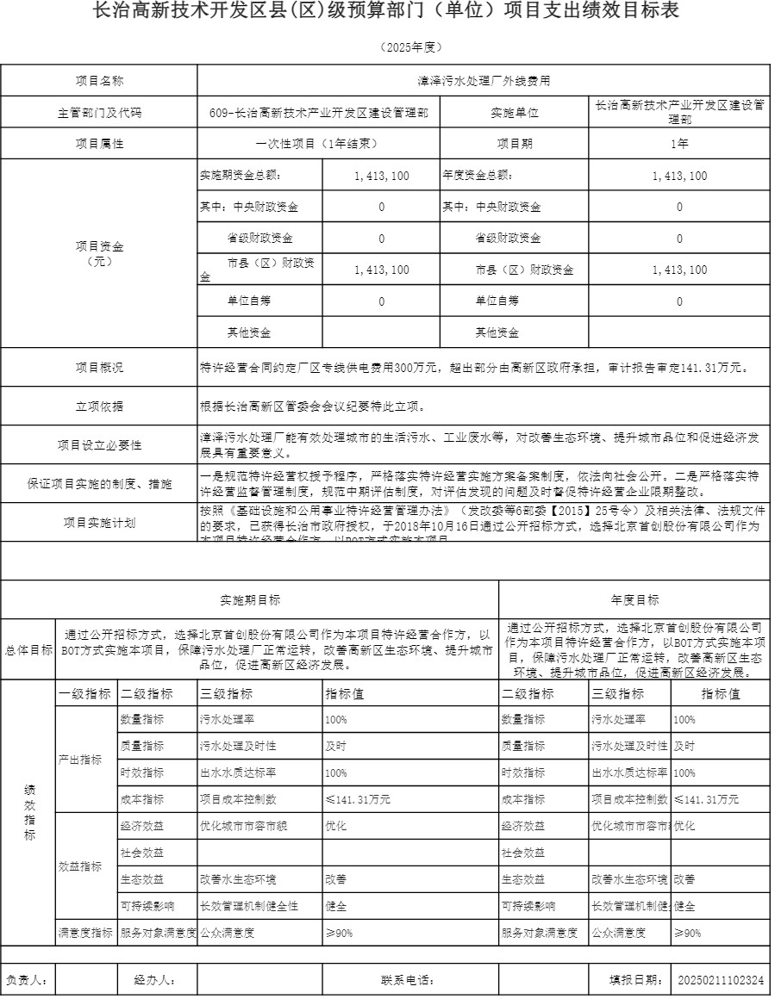 长治高新技术开发区县(区)级预算部门（单位）项目支出绩效目标表
（2025年度）
项目名称 漳泽污水处理厂外线费用
主管部门及代码 609-长治高新技术产业开发区建设管理部 实施单位 长治高新技术产业开发区建设管
理部
项目属性 一次性项目（1年结束） 项目期 1年
项目资金
（元）
实施期资金总额： 1,413,100 年度资金总额： 1,413,100
其中：中央财政资金 0 其中：中央财政资金 0
省级财政资金 0 省级财政资金 0
市县（区）财政资
金 1,413,100 市县（区）财政资金 1,413,100
单位自筹 0 单位自筹 0
其他资金 其他资金
项目概况 特许经营合同约定厂区专线供电费用300万元，超出部分由高新区政府承担，审计报告审定141.31万元。
立项依据 根据长治高新区管委会会议纪要特此立项。
项目设立必要性 漳泽污水处理厂能有效处理城市的生活污水、工业废水等，对改善生态环境、提升城市品位和促进经济发
展具有重要意义。
保证项目实施的制度、措施 一是规范特许经营权授予程序，严格落实特许经营实施方案备案制度，依法向社会公开。二是严格落实特
许经营监督管理制度，规范中期评估制度，对评估发现的问题及时督促特许经营企业限期整改。
项目实施计划 按照《基础设施和公用事业特许经营管理办法》（发改委等6部委【2015】25号令）及相关法律、法规文件
的要求，已获得长治市政府授权，于2018年10月16日通过公开招标方式，选择北京首创股份有限公司作为
本项目特许经营合作方，以BOT方式实施本项目
实施期目标 年度目标
总体目标 通过公开招标方式，选择北京首创股份有限公司作为本项目特许经营合作方，以
BOT方式实施本项目，保障污水处理厂正常运转，改善高新区生态环境、提升城市
品位，促进高新区经济发展。
通过公开招标方式，选择北京首创股份有限公司
作为本项目特许经营合作方，以BOT方式实施本项
目，保障污水处理厂正常运转，改善高新区生态
环境、提升城市品位，促进高新区经济发展。
绩
效
指
标
一级指标 二级指标 三级指标 指标值 二级指标 三级指标 指标值
产出指标
数量指标 污水处理率 100% 数量指标 污水处理率 100%
质量指标 污水处理及时性 及时 质量指标 污水处理及时性 及时
时效指标 出水水质达标率 100% 时效指标 出水水质达标率 100%
成本指标 项目成本控制数 ≤141.31万元 成本指标 项目成本控制数 ≤141.31万元
效益指标
经济效益 优化城市市容市貌 优化 经济效益 优化城市市容市 优化
社会效益 社会效益
生态效益 改善水生态环境 改善 生态效益 改善水生态环境 改善
可持续影响 长效管理机制健全性 健全 可持续影响 长效管理机制健 健全
满意度指标 服务对象满意度 公众满意度 ≥90% 服务对象满意度 公众满意度 ≥90%
负责人： 经办人： 联系电话： 填报日期： 20250211102324